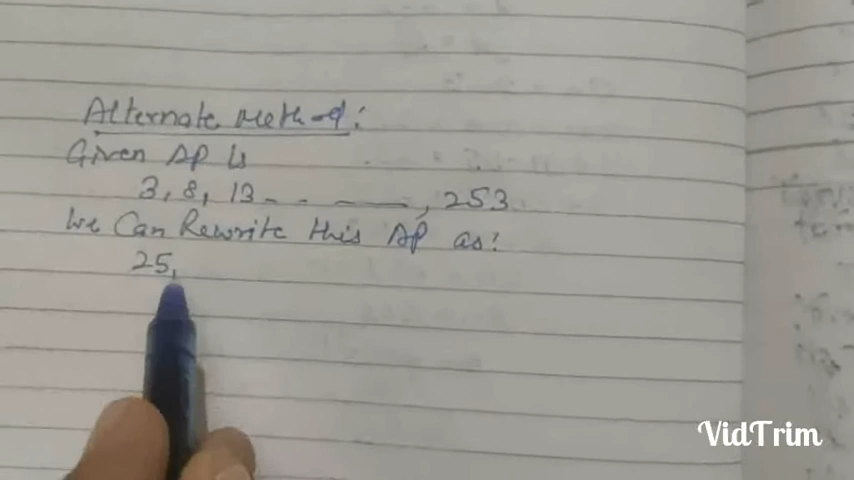 Alternate Method:
Given AP is
3, 8, 13 - - ——, 253
We Can Rewrite this AP as:
25,
VidTrim